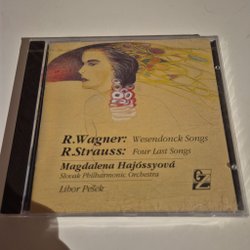 R.Wagner: Wesendonck Songs
R.Strauss: Four Last Songs
Magdalena Hajóssyová
Slovak Philharmonic Orchestra
Libor Pešek